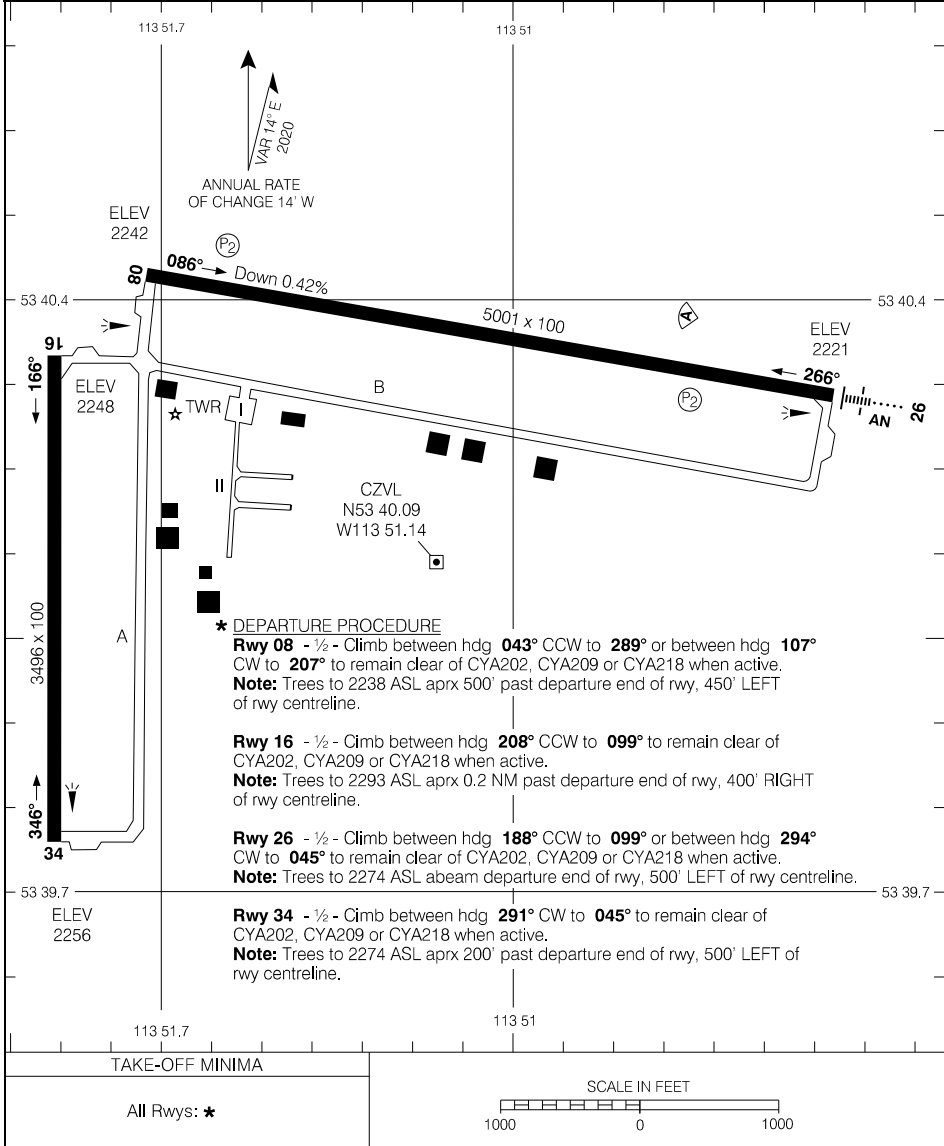 113 51.7
113 51
VAR 14° E
2020
ANNUAL RATE
OF CHANGE 14' W
ELEV
2242
P2
08
086°
Down 0.42%
53 40.4
53 40.4
5001 x 100
A
ELEV
2221
16
166°
ELEV
2248
266°
B
P2
TWR
I
AN
26
II
CZVL
N53 40.09
W113 51.14
3496 x 100
A
* DEPARTURE PROCEDURE
Rwy 08 - ½ - Climb between hdg 043° CCW to 289° or between hdg 107°
CW to 207° to remain clear of CYA202, CYA209 or CYA218 when active.
Note: Trees to 2238 ASL aprx 500' past departure end of rwy, 450' LEFT
of rwy centreline.
Rwy 16 - ½ - Cimb between hdg 208° CCW to 099° to remain clear of
CYA202, CYA209 or CYA218 when active.
Note: Trees to 2293 ASL aprx 0.2 NM past departure end of rwy, 400' RIGHT
of rwy centreline.
346°
34
Rwy 26 - ½ - Climb between hdg 188° CCW to 099° or between hdg 294°
CW to 045° to remain clear of CYA202, CYA209 or CYA218 when active.
Note: Trees to 2274 ASL abeam departure end of rwy, 500' LEFT of rwy centreline.
53 39.7
53 39.7
ELEV
2256
Rwy 34 - ½ - Cimb between hdg 291° CW to 045° to remain clear of
CYA202, CYA209 or CYA218 when active.
Note: Trees to 2274 ASL aprx 200' past departure end of rwy, 500' LEFT of
rwy centreline.
113 51.7
113 51
TAKE-OFF MINIMA
All Rwys: *
SCALE IN FEET
1000 0 1000